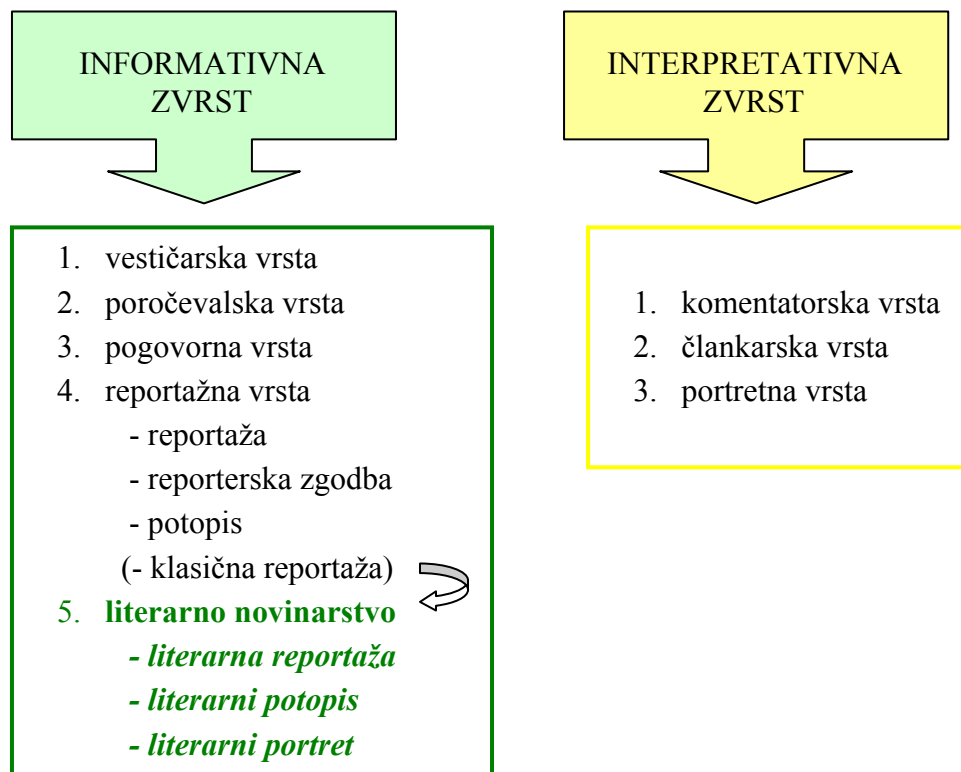 INFORMATIVNA
ZVRST
1. vestičarska vrsta
2. poročevalska vrsta
3. pogovorna vrsta
4. reportažna vrsta
- reportaža
- reporterska zgodba
- potopis
(- klasična reportaža)
5. literarno novinarstvo
- literarna reportaža
- literarni potopis
- literarni portret
INTERPRETATIVNA
ZVRST
1. komentatorska vrsta
2. člankarska vrsta
3. portretna vrsta